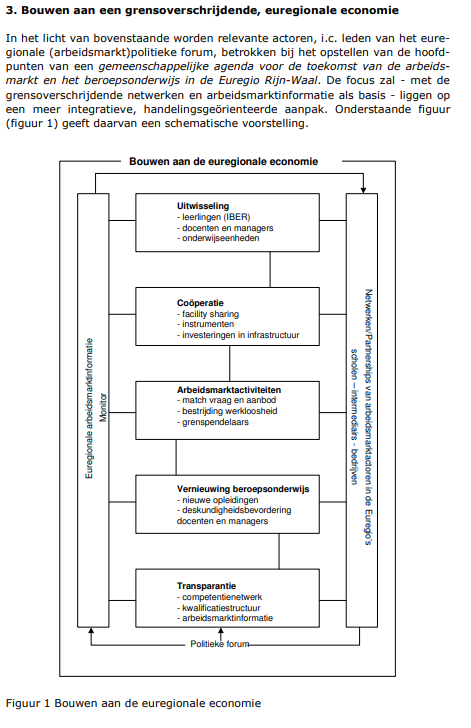 3. Bouwen aan een grensoverschrijdende, euregionale economie
In het licht van bovenstaande worden relevante actoren, i.c. leden van het eure-
gionale (arbeidsmarkt)politieke forum, betrokken bij het opstellen van de hoofd-
punten van een gemeenschappelijke agenda voor de toekomst van de arbeids-
markt en het beroepsonderwijs in de Euregio Rijn-Waal. De focus zal - met de
grensoverschrijdende netwerken en arbeidsmarktinformatie als basis - liggen op
een meer integratieve, handelingsgeörienteerde aanpak. Onderstaande figuur
(figuur 1) geeft daarvan een schematische voorstelling.
Bouwen aan de euregionale economie
Euregionale arbeidsmarktinformatie
Monitor
Uitwisseling
- leerlingen (IBER)
- docenten en managers
- onderwijseenheden
Coöperatie
- facility sharing
- instrumenten
- investeringen in infrastructuur
Arbeidsmarktactiviteiten
- match vraag en aanbod
- bestrijding werkloosheid
- grenspendelaars
Vernieuwing beroepsonderwijs
- nieuwe opleidingen
- deskundigheidsbevordering
docenten en managers
Transparantie
- competentienetwerk
- kwalificatiestructuur
- arbeidsmarktinformatie
Netwerken/Partnerships van arbeidsmarktactoren in de Euregio's
scholen – intermediairs - bedrijven
Politieke forum
Figuur 1 Bouwen aan de euregionale economie